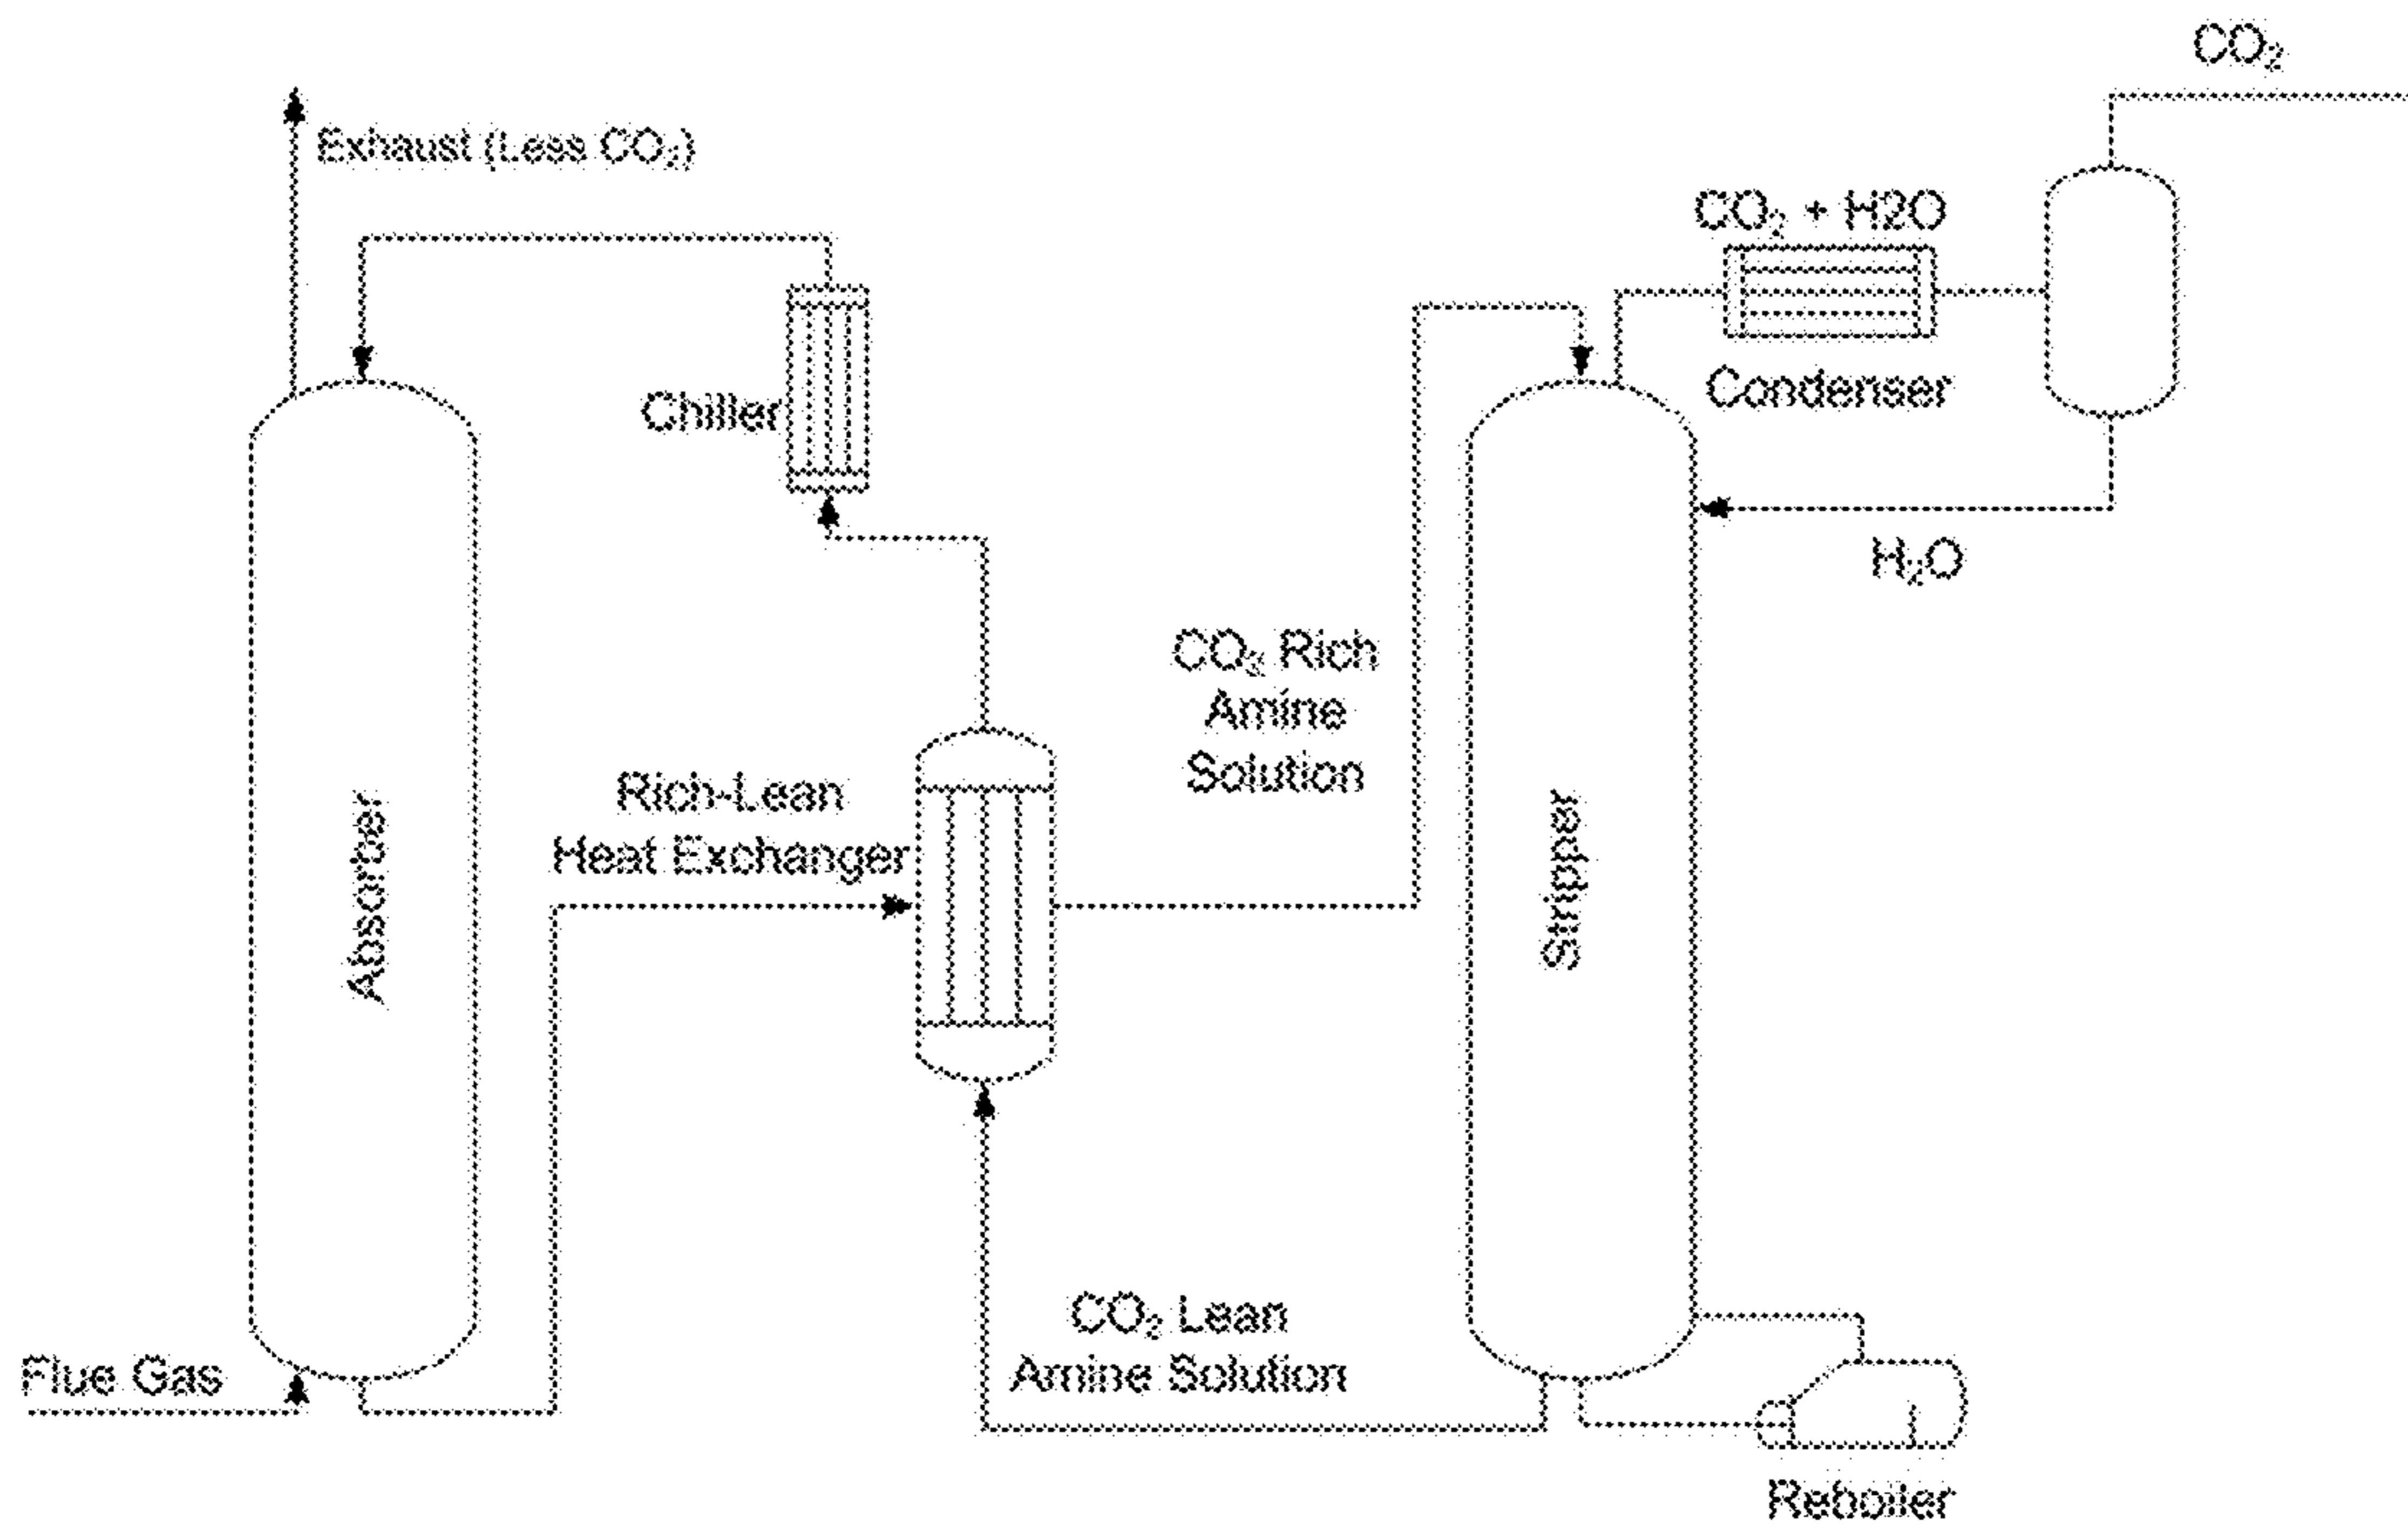 CO₂
Exhaust (Less CO₂)
CO₂ + H2O
Condenser
Chiller
H₂O
CO₂ Rich
Amine
Solution
Rich-Lean
Heat Exchanger
Absorber
Stripper
CO₂ Lean
Amine Solution
Flue Gas
Reboiler